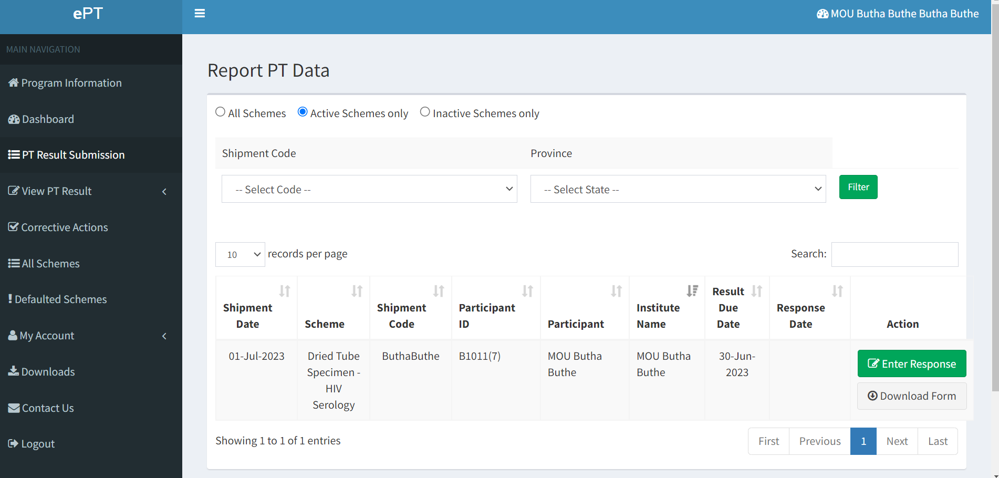 ePT
MOU Butha Buthe Butha Buthe
MAIN NAVIGATION
Program Information
Dashboard
PT Result Submission
View PT Result
Corrective Actions
All Schemes
Defaulted Schemes
My Account
Downloads
Contact Us
Logout
Report PT Data
All Schemes Active Schemes only Inactive Schemes only
Shipment Code Province
-- Select Code -- -- Select State -- Filter
10 records per page Search:
Shipment Date Scheme Shipment Code Participant ID Participant Institute Name Result Due Date Response Date Action
01-Jul-2023 Dried Tube Specimen - HIV Serology ButhaButhe B1011(7) MOU Butha Buthe MOU Butha Buthe 30-Jun-2023 Enter Response
Download Form
Showing 1 to 1 of 1 entries First Previous 1 Next Last